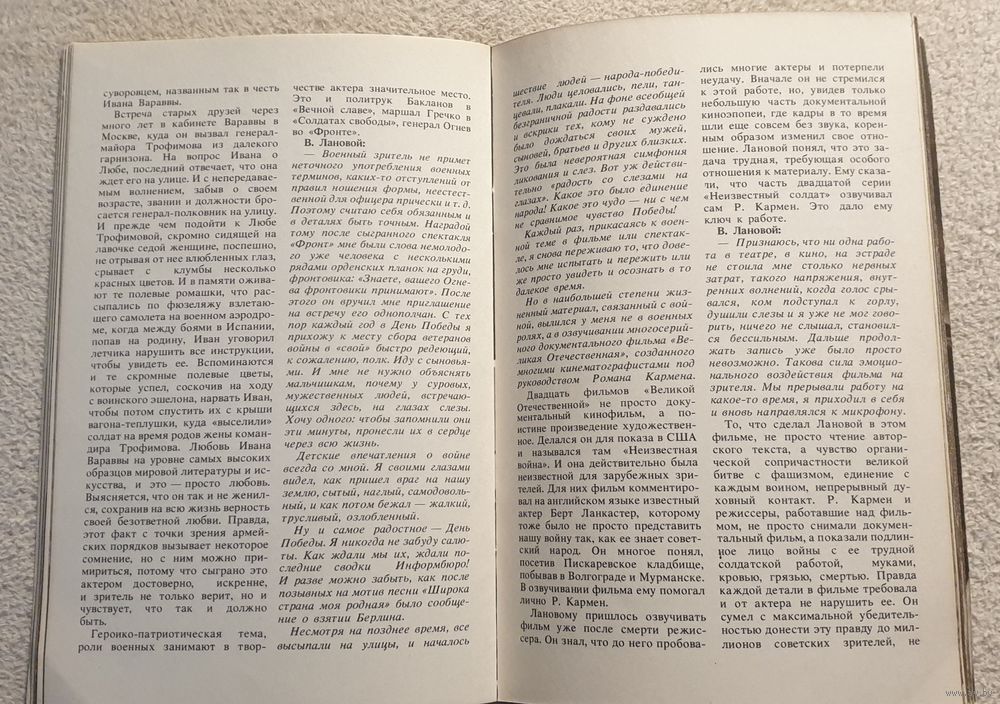 суворовцем, названным так в честь
Ивана Вараввы.
Встреча старых друзей через
много лет в кабинете Вараввы в
Москве, куда он вызвал генерал-
майора Трофимова из далекого
гарнизона. На вопрос Ивана о
Любе, последний отвечает, что она
ждет его на улице. И с непередавае-
мым волнением, забыв о своем
возрасте, звании и должности бро-
сается генерал-полковник на улицу.
И прежде чем подойти к Любе
Трофимовой, скромно сидящей на
лавочке седой женщине, поспешно,
не отрывая от нее влюбленных глаз,
срывает с клумбы несколько
красных цветов. И в памяти ожива-
ют те полевые ромашки, что рас-
сыпались по фюзеляжу взлетаю-
щего самолета на военном аэродро-
ме, когда между боями в Испании,
попав на родину, Иван уговорил
летчика нарушить все инструкции,
чтобы увидеть ее. Вспоминаются
и те скромные полевые цветы,
которые успел, соскочив на ходу
с воинского эшелона, нарвать Иван,
чтобы потом спустить их с крыши
вагона-теплушки, куда «выселили»
солдат на время родов жены коман-
дира Трофимова. Любовь Ивана
Вараввы на уровне самых высоких
образцов мировой литературы и ис-
кусства, и это — просто любовь.
Выясняется, что он так и не женил-
ся, сохранив на всю жизнь верность
своей безответной любви. Правда,
этот факт с точки зрения армей-
ских порядков вызывает некоторое
сомнение, но с ним можно при-
мириться, потому что сыграно это
актером достоверно, искренне,
и зритель не только верит, но и
чувствует, что так и должно
быть.
Героико-патриотическая тема,
роли военных занимают в твор-
честве актера значительное место.
Это и политрук Бакланов в
«Вечной славе», маршал Гречко в
«Солдатах свободы», генерал Огнев
во «Фронте».
В. Лановой:
— Военный зритель не примет
неточного употребления военных
терминов, каких-то отступлений от
правил ношения формы, неестест-
венной для офицера прически и т. д.
Поэтому считаю себя обязанным и
в деталях быть точным. Наградой
тому после сыгранного спектакля
«Фронт» мне были слова немолодо-
го уже человека с несколькими
рядами орденских планок на груди,
фронтовика: «Знаете, вашего Огне-
ва фронтовики принимают». После
этого он вручил мне приглашение
на встречу его однополчан. С тех
пор каждый год в День Победы я
прихожу к месту сбора ветеранов
войны в «свой» быстро редеющий,
к сожалению, полк. Иду с сыновья-
ми. И мне не нужно объяснять
мальчишкам, почему у суровых,
мужественных людей, встречаю-
щихся здесь, на глазах слезы.
Хочу одного: чтобы запомнили они
эти минуты, пронесли их в сердце
через всю жизнь.
Детские впечатления о войне
всегда со мной. Я своими глазами
видел, как пришел враг на нашу
землю, сытый, наглый, самодоволь-
ный, и как потом бежал — жалкий,
трусливый, озлобленный.
Ну и самое радостное — День
Победы. Я никогда не забуду салю-
ты. Как ждали мы их, ждали по-
следние сводки Информбюро!
И разве можно забыть, как после
позывных на мотив песни «Широка
страна моя родная» было сообще-
ние о взятии Берлина.
Несмотря на позднее время, все
высыпали на улицы, и началось
шествие людей — народа-победи-
теля. Люди целовались, пели, тан-
цевали, плакали. На фоне всеобщей
безграничной радости раздавались
и вскрики тех, кому не суждено
было дождаться своих мужей,
сыновей, братьев и других близких.
Это была невероятная симфония
ликования и слез. Вот уж действи-
тельно «радость со слезами на
глазах». Какое это было единение
народа! Какое это чудо — ни с чем
не сравнимое чувство Победы!
Каждый раз, прикасаясь к воен-
ной теме в фильме или спектак-
ле, я снова переживаю то, что дове-
лось мне испытать и пережить или
же просто увидеть и осознать в то
далекое время.
Но в наибольшей степени жиз-
ненный материал, связанный с вой-
ной, вылился у меня не в военных
ролях, а в озвучивании многосерий-
ного документального фильма «Ве-
ликая Отечественная», созданного
многими кинематографистами под
руководством Романа Кармена.
Двадцать фильмов «Великой
Отечественной» не просто доку-
ментальный кинофильм, а по-
истине произведение художествен-
ное. Делался он для показа в США
и назывался там «Неизвестная
война». И она действительно была
неизвестной для зарубежных зри-
телей. Для них фильм комментиро-
вал на английском языке известный
актер Берт Ланкастер, которому
тоже было не просто представить
нашу войну так, как ее знает совет-
ский народ. Он многое понял,
посетив Пискаревское кладбище,
побывав в Волгограде и Мурманске.
В озвучивании фильма ему помогал
лично Р. Кармен.
Лановому пришлось озвучивать
фильм уже после смерти режис-
сера. Он знал, что до него пробова-
лись многие актеры и потерпели
неудачу. Вначале он не стремился
к этой работе, но, увидев только
небольшую часть документальной
киноэпопеи, где кадры в то время
шли еще совсем без звука, корен-
ным образом изменил свое отно-
шение. Лановой понял, что это за-
дача трудная, требующая особого
отношения к материалу. Ему сказа-
ли, что часть двадцатой серии
«Неизвестный солдат» озвучивал
сам Р. Кармен. Это дало ему
ключ к работе.
В. Лановой:
— Признаюсь, что ни одна рабо-
та в театре, в кино, на эстраде
не стоила мне столько нервных
затрат, такого напряжения, внут-
ренних волнений, когда голос сры-
вался, ком подступал к горлу,
душили слезы и я уже не мог гово-
рить, ничего не слышал, становил-
ся бессильным. Дальше продол-
жать запись уже было просто
невозможно. Такова сила эмоцио-
нального воздействия фильма на
зрителя. Мы прерывали работу на
какое-то время, я приходил в себя
и вновь направлялся к микрофону.
То, что сделал Лановой в этом
фильме, не просто чтение автор-
ского текста, а чувство органи-
ческой сопричастности великой
битве с фашизмом, единение с
каждым воином, непрерывный ду-
ховный контакт. Р. Кармен и
режиссеры, работавшие над филь-
мом, не просто снимали докумен-
тальный фильм, а показали подлин-
ное лицо войны с ее трудной
солдатской работой, муками,
кровью, грязью, смертью. Правда
каждой детали в фильме требовала
и от актера не нарушить ее. Он
сумел с максимальной убедитель-
ностью донести эту правду до мил-
лионов советских зрителей, не